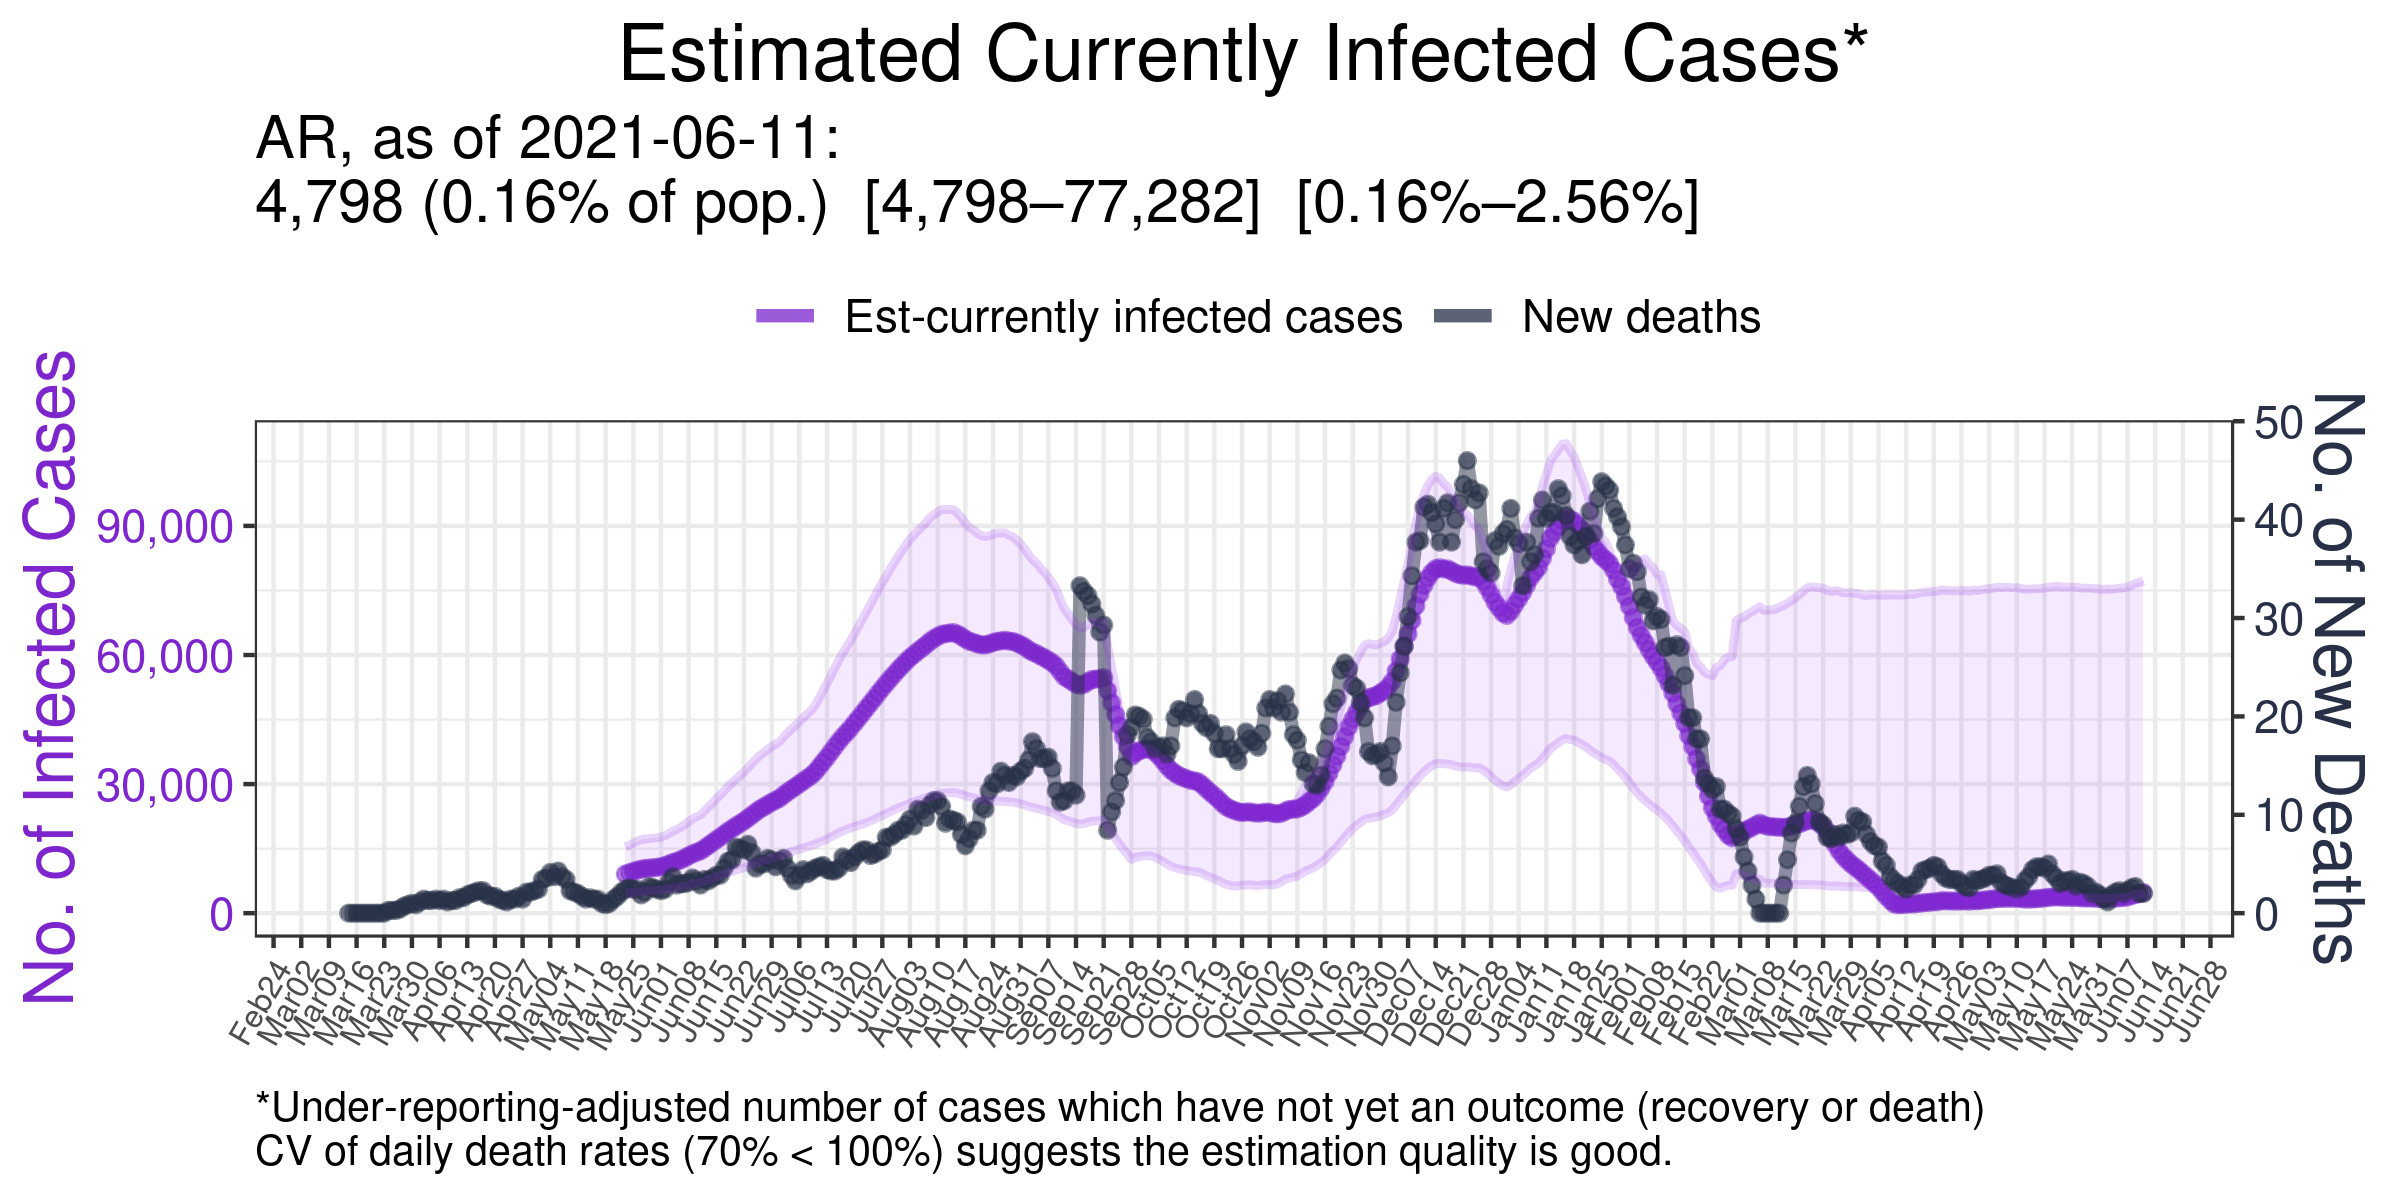 Estimated Currently Infected Cases*
AR, as of 2021-06-11:
4,798 (0.16% of pop.) [4,798–77,282] [0.16%–2.56%]
Est-currently infected cases
New deaths
No. of Infected Cases
90,000
60,000
30,000
0
50
40
30
20
10
0
No. of New Deaths
Feb24
Mar02
Mar09
Mar16
Mar23
Mar30
Apr06
Apr13
Apr20
Apr27
May04
May11
May18
May25
Jun01
Jun08
Jun15
Jun22
Jun29
Jul06
Jul13
Jul20
Jul27
Aug03
Aug10
Aug17
Aug24
Aug31
Sep07
Sep14
Sep21
Sep28
Oct05
Oct12
Oct19
Oct26
Nov02
Nov09
Nov16
Nov23
Nov30
Dec07
Dec14
Dec21
Dec28
Jan04
Jan11
Jan18
Jan25
Feb01
Feb08
Feb15
Feb22
Mar01
Mar08
Mar15
Mar22
Mar29
Apr05
Apr12
Apr19
Apr26
May03
May10
May17
May24
May31
Jun07
Jun14
Jun21
Jun28
*Under-reporting-adjusted number of cases which have not yet an outcome (recovery or death)
CV of daily death rates (70% < 100%) suggests the estimation quality is good.